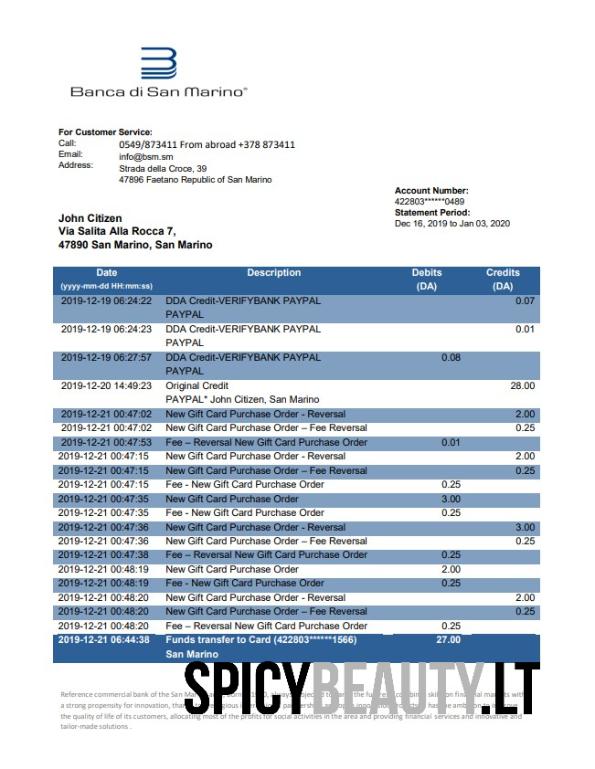 Banca di San Marino®
For Customer Service:
Call: 0549/873411 From abroad +378 873411
Email: info@bsm.sm
Address: Strada della Croce, 39
47896 Faetano Republic of San Marino
Account Number:
422803******0489
Statement Period:
Dec 16, 2019 to Jan 03, 2020
John Citizen
Via Salita Alla Rocca 7,
47890 San Marino, San Marino
Date Description Debits Credits
(yyyy-mm-dd HH:mm:ss) (DA) (DA)
2019-12-19 06:24:22 DDA Credit-VERIFYBANK PAYPAL 0.07
PAYPAL
2019-12-19 06:24:23 DDA Credit-VERIFYBANK PAYPAL 0.01
PAYPAL
2019-12-19 06:27:57 DDA Credit-VERIFYBANK PAYPAL 0.08
PAYPAL
2019-12-20 14:49:23 Original Credit 28.00
PAYPAL* John Citizen, San Marino
2019-12-21 00:47:02 New Gift Card Purchase Order - Reversal 2.00
2019-12-21 00:47:02 New Gift Card Purchase Order – Fee Reversal 0.25
2019-12-21 00:47:53 Fee – Reversal New Gift Card Purchase Order 0.01
2019-12-21 00:47:15 New Gift Card Purchase Order - Reversal 2.00
2019-12-21 00:47:15 New Gift Card Purchase Order – Fee Reversal 0.25
2019-12-21 00:47:15 Fee - New Gift Card Purchase Order 0.25
2019-12-21 00:47:35 New Gift Card Purchase Order 3.00
2019-12-21 00:47:35 Fee - New Gift Card Purchase Order 0.25
2019-12-21 00:47:36 New Gift Card Purchase Order - Reversal 3.00
2019-12-21 00:47:36 New Gift Card Purchase Order – Fee Reversal 0.25
2019-12-21 00:47:38 Fee – Reversal New Gift Card Purchase Order 0.25
2019-12-21 00:48:19 New Gift Card Purchase Order 2.00
2019-12-21 00:48:19 Fee - New Gift Card Purchase Order 0.25
2019-12-21 00:48:20 New Gift Card Purchase Order - Reversal 2.00
2019-12-21 00:48:20 New Gift Card Purchase Order – Fee Reversal 0.25
2019-12-21 00:48:20 Fee – Reversal New Gift Card Purchase Order 0.25
2019-12-21 06:44:38 Funds transfer to Card (422803******1566) 27.00
San Marino
SPICYBEAUTY.LT
Reference commercial bank of the San
a strong propensity for innovation,
the quality of life of its customers, allocating most of the profits for social activities in the area and providing financial services and innovative and
tailor-made solutions .